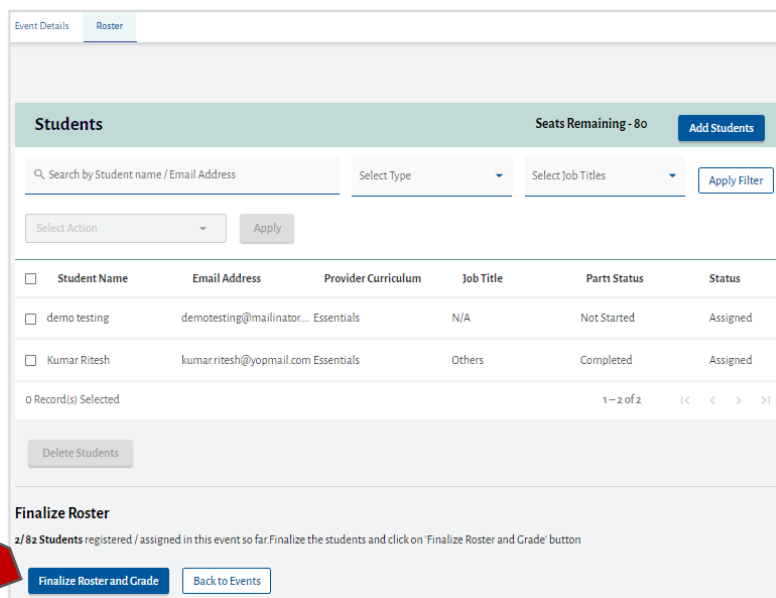 Event Details Roster
Students Seats Remaining - 80 Add Students
Search by Student name / Email Address Select Type Select Job Titles Apply Filter
Select Action Apply
Student Name Email Address Provider Curriculum Job Title Part1 Status Status
demo testing demotesting@mailinator... Essentials N/A Not Started Assigned
Kumar Ritesh kumar.ritesh@yopmail.com Essentials Others Completed Assigned
0 Record(s) Selected 1 – 2 of 2
Delete Students
Finalize Roster
2/82 Students registered / assigned in this event so far.Finalize the students and click on 'Finalize Roster and Grade' button
Finalize Roster and Grade Back to Events